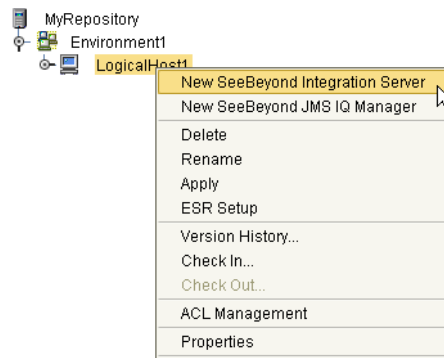 MyRepository
Environment1
LogicalHost1
New SeeBeyond Integration Server
New SeeBeyond JMS IQ Manager
Delete
Rename
Apply
ESR Setup
Version History...
Check In...
Check Out...
ACL Management
Properties